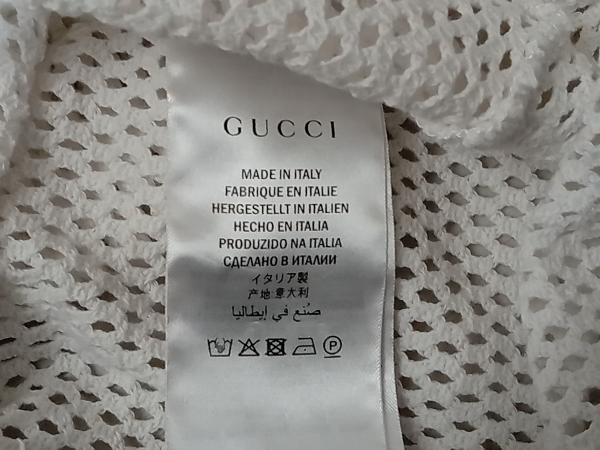 GUCCI
MADE IN ITALY
FABRIQUE EN ITALIE
HERGESTELLT IN ITALIEN
HECHO EN ITALIA
PRODUZIDO NA ITALIA
СДЕЛАНО В ИТАЛИИ
イタリア製
产地:意大利
صُنع في إيطاليا
P